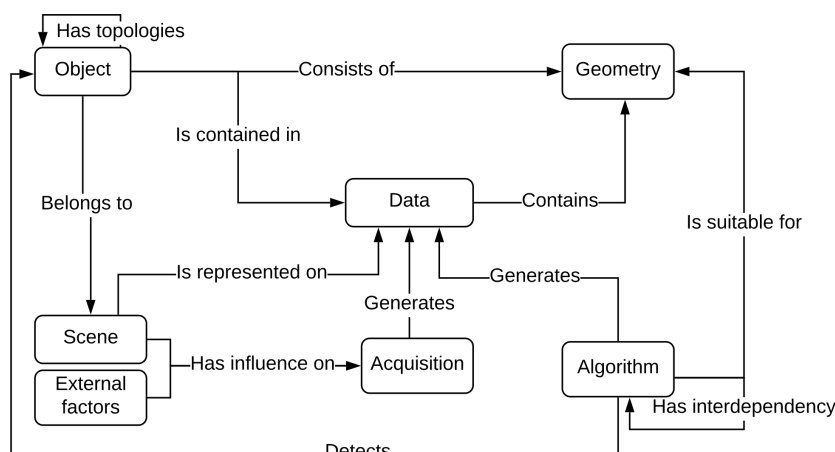 Has topologies
Object
Consists of
Geometry
Is contained in
Belongs to
Data
Contains
Is suitable for
Is represented on
Generates
Generates
Scene
Has influence on
Acquisition
Algorithm
External
factors
Has interdependency
Detects